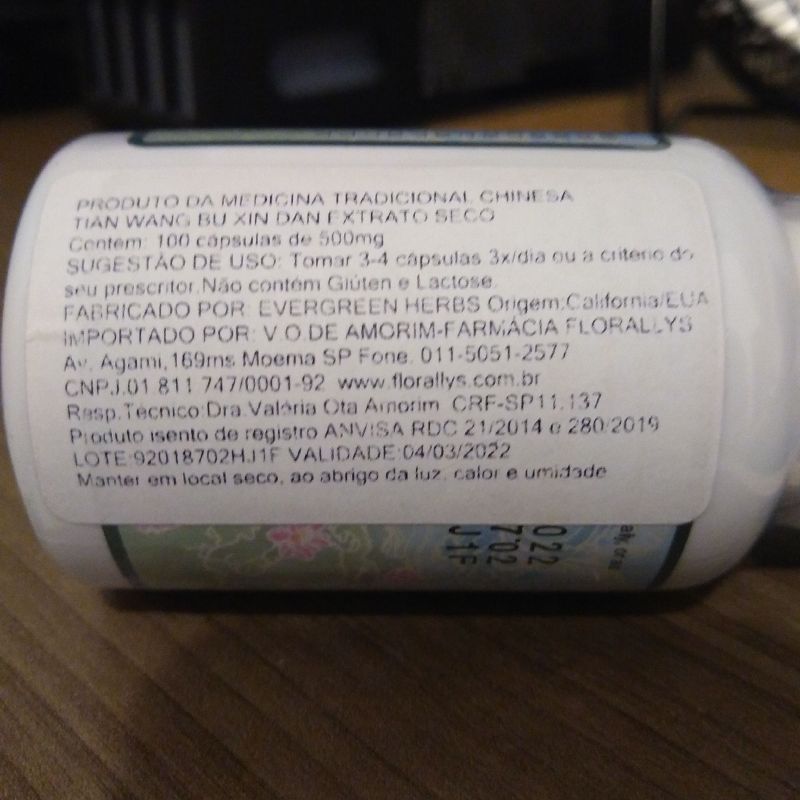 PRODUTO DA MEDICINA TRADICIONAL CHINESA
TIAN WANG BU XIN DAN EXTRATO SECO
Contém: 100 cápsulas de 500mg
SUGESTÃO DE USO: Tomar 3-4 cápsulas 3x/dia ou a critério do
seu prescritor.Não contém Glúten e Lactose.
FABRICADO POR: EVERGREEN HERBS Origem:California/EUA
IMPORTADO POR: V.O.DE AMORIM-FARMÁCIA FLORALLYS
Av. Agami,169ms Moema SP Fone. 011-5051-2577
CNPJ.01 811 747/0001-92 www.florallys.com.br
Resp.Técnico:Dra.Valéria Ota Amorim CRF-SP11.137
Produto isento de registro ANVISA RDC 21/2014 e 280/2019
LOTE:92018702HJ1F VALIDADE:04/03/2022
Manter em local seco, ao abrigo da luz, calor e umidade
022
702
J1F